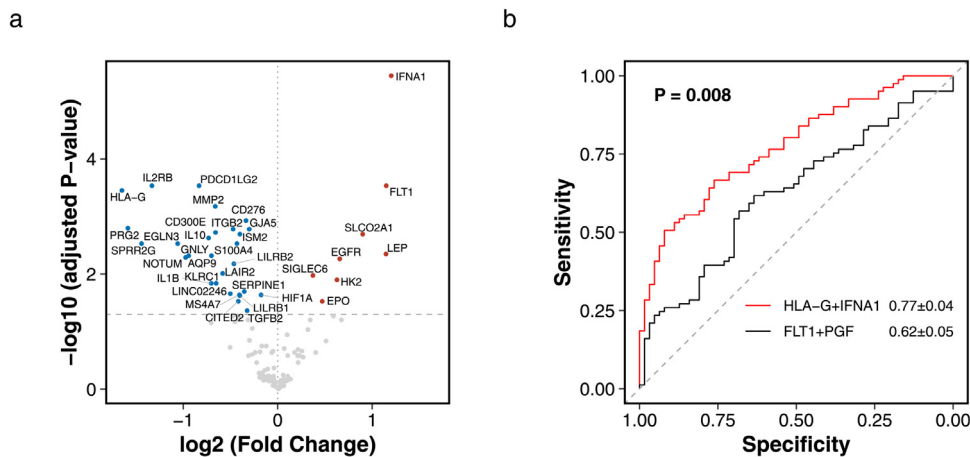 a
b
IFNA1
IL2RB
PDCD1LG2
HLA−G
FLT1
MMP2
CD276
CD300E
ITGB2
GJA5
SLCO2A1
PRG2
EGLN3
IL10
ISM2
SPRR2G
GNLY
S100A4
LEP
EGFR
NOTUM
AQP9
LILRB2
SIGLEC6
IL1B
KLRC1
LAIR2
HK2
SERPINE1
LINC02246
HIF1A
EPO
MS4A7
LILRB1
CITED2
TGFB2
4
2
0
−1
0
1
−log10 (adjusted P−value)
log2 (Fold Change)
P = 0.008
1.00
0.75
0.50
0.25
0.00
Sensitivity
HLA−G+IFNA1 0.77±0.04
FLT1+PGF 0.62±0.05
1.00 0.75 0.50 0.25 0.00
Specificity